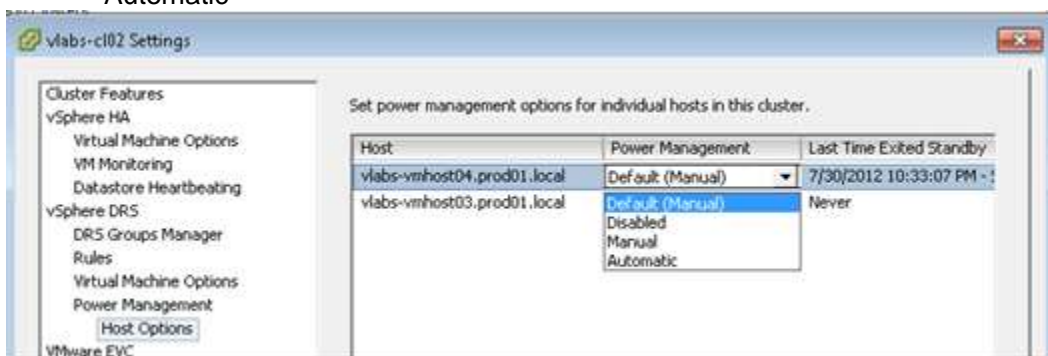 Automatic
vlabs-cl02 Settings
Cluster Features
vSphere HA
Virtual Machine Options
VM Monitoring
Datastore Heartbeating
vSphere DRS
DRS Groups Manager
Rules
Virtual Machine Options
Power Management
Host Options
VMware EVC
Set power management options for individual hosts in this cluster.
Host Power Management Last Time Exited Standby
vlabs-vmhost04.prod01.local Default (Manual) 7/30/2012 10:33:07 PM -
vlabs-vmhost03.prod01.local Default (Manual) Never
Disabled
Manual
Automatic